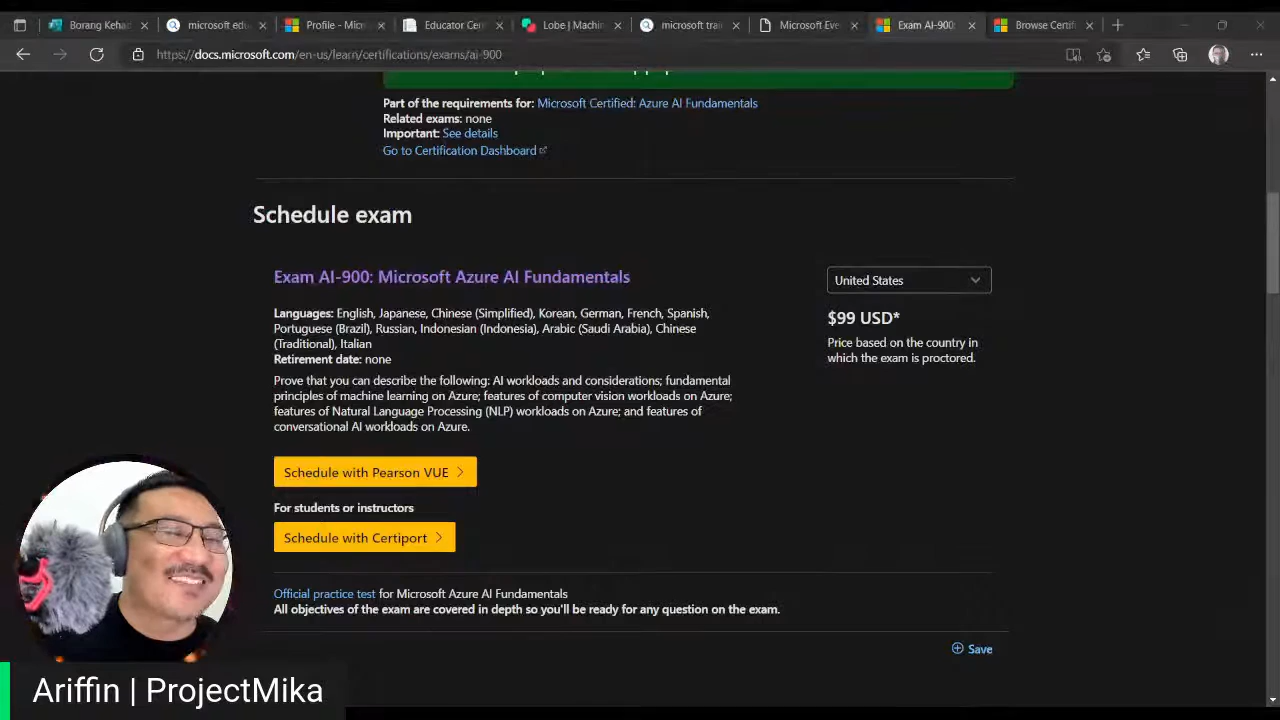 Borang Keha
microsoft edu
Profile - Micr
Educator Cer
Lobe | Machin
microsoft trai
Microsoft Eve
Exam AI-900:
Browse Certif
https://docs.microsoft.com/en-us/learn/certifications/exams/ai-900
Part of the requirements for: Microsoft Certified: Azure AI Fundamentals
Related exams: none
Important: See details
Go to Certification Dashboard
Schedule exam
Exam AI-900: Microsoft Azure AI Fundamentals
Languages: English, Japanese, Chinese (Simplified), Korean, German, French, Spanish,
Portuguese (Brazil), Russian, Indonesian (Indonesia), Arabic (Saudi Arabia), Chinese
(Traditional), Italian
Retirement date: none
Prove that you can describe the following: AI workloads and considerations; fundamental
principles of machine learning on Azure; features of computer vision workloads on Azure;
features of Natural Language Processing (NLP) workloads on Azure; and features of
conversational AI workloads on Azure.
United States
$99 USD*
Price based on the country in
which the exam is proctored.
Schedule with Pearson VUE
For students or instructors
Schedule with Certiport
Official practice test for Microsoft Azure AI Fundamentals
All objectives of the exam are covered in depth so you'll be ready for any question on the exam.
Save
Ariffin | ProjectMika